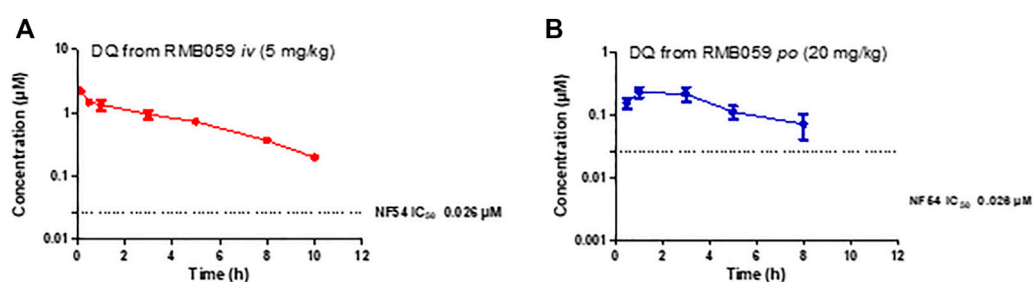 A
DQ from RMB059 iv (5 mg/kg)
10
1
0.1
0.01
Concentration (µM)
0 2 4 6 8 10 12
Time (h)
NF54 IC50 0.026 µM
B
DQ from RMB059 po (20 mg/kg)
1
0.1
0.01
0.001
Concentration (µM)
0 2 4 6 8 10 12
Time (h)
NF54 IC50 0.026 µM